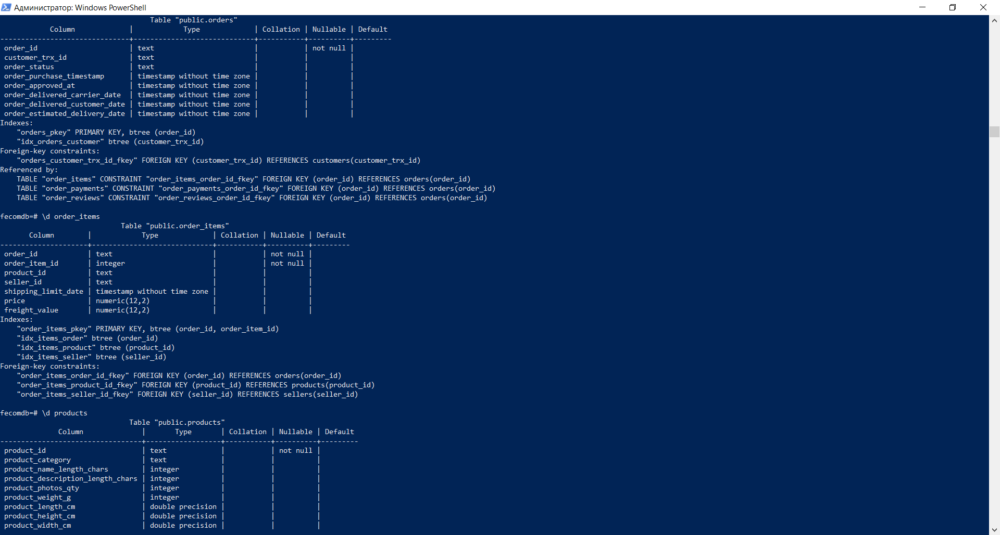 Администратор: Windows PowerShell
                                    Table "public.orders"
            Column             |            Type             | Collation | Nullable | Default
-------------------------------+-----------------------------+-----------+----------+---------
 order_id                      | text                        |           | not null |
 customer_trx_id               | text                        |           |          |
 order_status                  | text                        |           |          |
 order_purchase_timestamp      | timestamp without time zone |           |          |
 order_approved_at             | timestamp without time zone |           |          |
 order_delivered_carrier_date  | timestamp without time zone |           |          |
 order_delivered_customer_date | timestamp without time zone |           |          |
 order_estimated_delivery_date | timestamp without time zone |           |          |
Indexes:
    "orders_pkey" PRIMARY KEY, btree (order_id)
    "idx_orders_customer" btree (customer_trx_id)
Foreign-key constraints:
    "orders_customer_trx_id_fkey" FOREIGN KEY (customer_trx_id) REFERENCES customers(customer_trx_id)
Referenced by:
    TABLE "order_items" CONSTRAINT "order_items_order_id_fkey" FOREIGN KEY (order_id) REFERENCES orders(order_id)
    TABLE "order_payments" CONSTRAINT "order_payments_order_id_fkey" FOREIGN KEY (order_id) REFERENCES orders(order_id)
    TABLE "order_reviews" CONSTRAINT "order_reviews_order_id_fkey" FOREIGN KEY (order_id) REFERENCES orders(order_id)

fecomdb=# \d order_items
                             Table "public.order_items"
       Column        |            Type             | Collation | Nullable | Default
---------------------+-----------------------------+-----------+----------+---------
 order_id            | text                        |           | not null |
 order_item_id       | integer                     |           | not null |
 product_id          | text                        |           |          |
 seller_id           | text                        |           |          |
 shipping_limit_date | timestamp without time zone |           |          |
 price               | numeric(12,2)               |           |          |
 freight_value       | numeric(12,2)               |           |          |
Indexes:
    "order_items_pkey" PRIMARY KEY, btree (order_id, order_item_id)
    "idx_items_order" btree (order_id)
    "idx_items_product" btree (product_id)
    "idx_items_seller" btree (seller_id)
Foreign-key constraints:
    "order_items_order_id_fkey" FOREIGN KEY (order_id) REFERENCES orders(order_id)
    "order_items_product_id_fkey" FOREIGN KEY (product_id) REFERENCES products(product_id)
    "order_items_seller_id_fkey" FOREIGN KEY (seller_id) REFERENCES sellers(seller_id)

fecomdb=# \d products
                               Table "public.products"
              Column              |       Type       | Collation | Nullable | Default
----------------------------------+------------------+-----------+----------+---------
 product_id                       | text             |           | not null |
 product_category                 | text             |           |          |
 product_name_length_chars        | integer          |           |          |
 product_description_length_chars | integer          |           |          |
 product_photos_qty               | integer          |           |          |
 product_weight_g                 | integer          |           |          |
 product_length_cm                | double precision |           |          |
 product_height_cm                | double precision |           |          |
 product_width_cm                 | double precision |           |          |